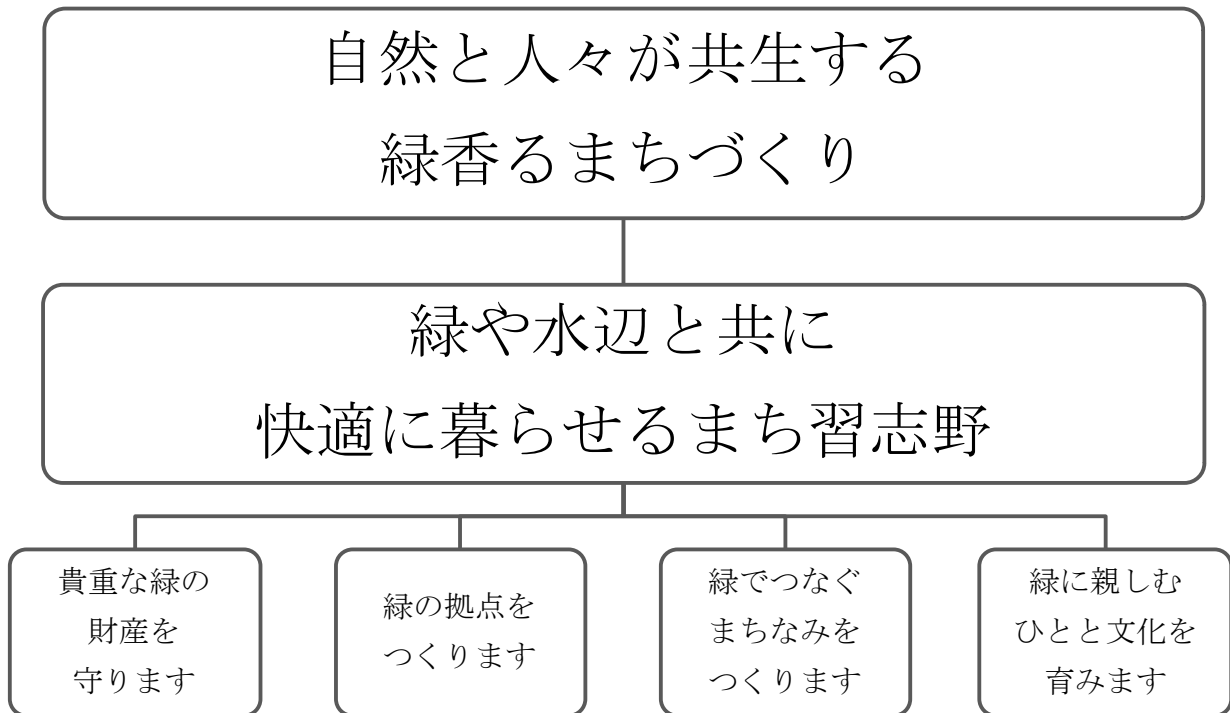 自然と人々が共生する
緑香るまちづくり
緑や水辺と共に
快適に暮らせるまち習志野
貴重な緑の
財産を
守ります
緑の拠点を
つくります
緑でつなぐ
まちなみを
つくります
緑に親しむ
ひとと文化を
育みます